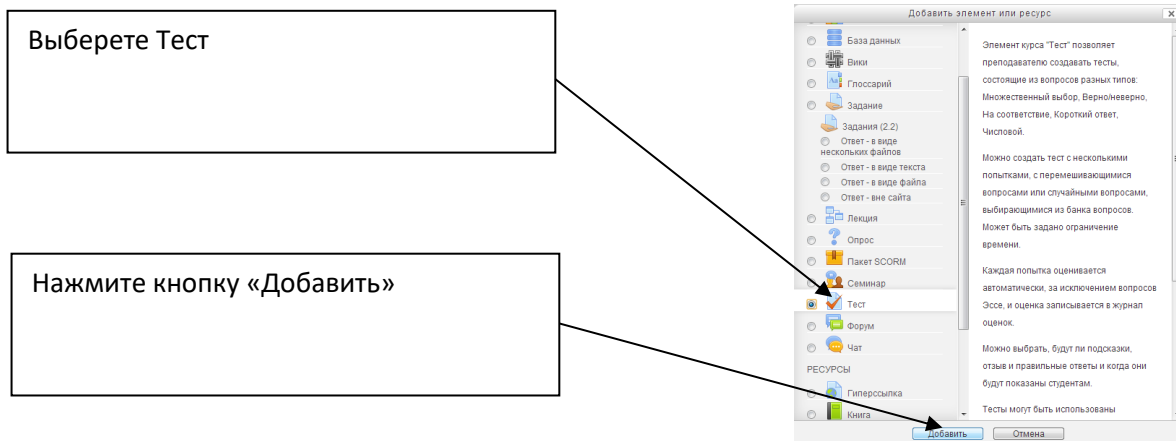 Выберете Тест
Нажмите кнопку «Добавить»
Добавить элемент или ресурс
База данных
Вики
Глоссарий
Задание
Задания (2.2)
Ответ - в виде
нескольких файлов
Ответ - в виде текста
Ответ - в виде файла
Ответ - вне сайта
Лекция
Опрос
Пакет SCORM
Семинар
Тест
Форум
Чат
РЕСУРСЫ
Гиперссылка
Книга
Элемент курса "Тест" позволяет
преподавателю создавать тесты,
состоящие из вопросов разных типов:
Множественный выбор, Верно/неверно,
На соответствие, Короткий ответ,
Числовой.
Можно создать тест с несколькими
попытками, с перемешивающимися
вопросами или случайными вопросами,
выбирающимися из банка вопросов.
Может быть задано ограничение
времени.
Каждая попытка оценивается
автоматически, за исключением вопросов
Эссе, и оценка записывается в журнал
оценок.
Можно выбрать, будут ли подсказки,
отзыв и правильные ответы и когда они
будут показаны студентам.
Тесты могут быть использованы
Добавить
Отмена